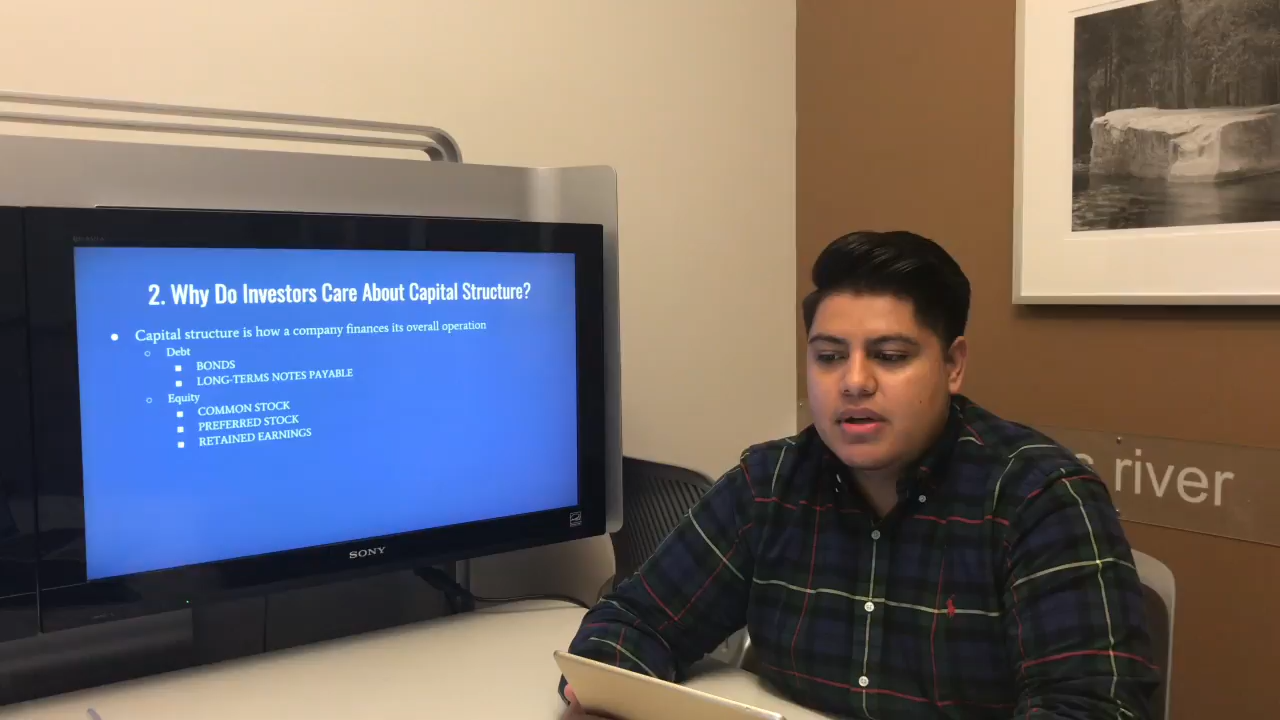 2. Why Do Investors Care About Capital Structure?
Capital structure is how a company finances its overall operation
Debt
BONDS
LONG-TERMS NOTES PAYABLE
Equity
COMMON STOCK
PREFERRED STOCK
RETAINED EARNINGS
SONY
river